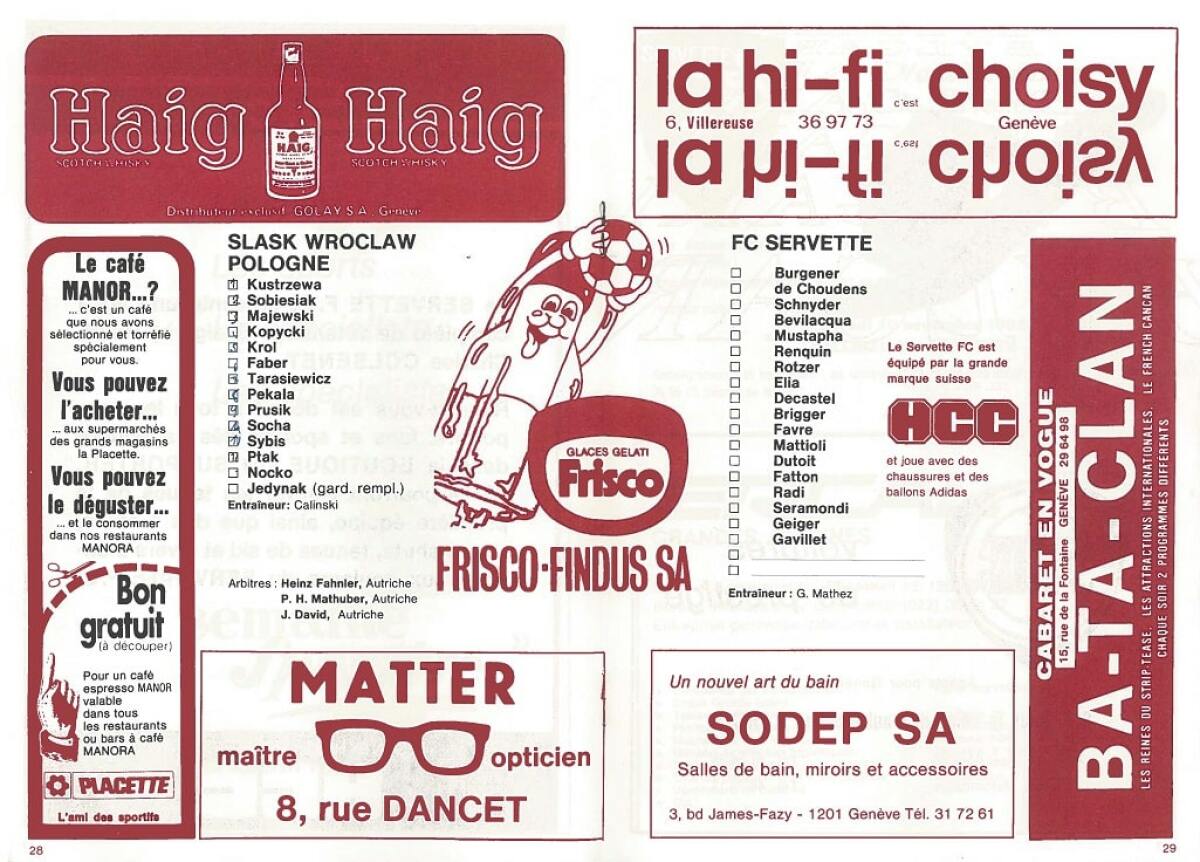 Haig Haig
SCOTCH WHISKY SCOTCH WHISKY
HAIG
Distributeur exclusif GOLAY S.A. Genève
la hi-fi c'est choisy
6, Villereuse 36 97 73 Genève
la hi-fi c'est choisy
Le café
MANOR...?
... c'est un café
que nous avons
sélectionné et torréfié
spécialement
pour vous.
Vous pouvez
l'acheter...
... aux supermarchés
des grands magasins
la Placette.
Vous pouvez
le déguster...
... et le consommer
dans nos restaurants
MANORA
Bon
gratuit
(à découper)
Pour un café
espresso MANOR
valable
dans tous
les restaurants
ou bars à café
MANORA
PLACETTE
L'ami des sportifs
SLASK WROCLAW
POLOGNE
Kustrzewa
Sobiesiak
Majewski
Kopycki
Krol
Faber
Tarasiewicz
Pekala
Prusik
Socha
Sybis
Ptak
Nocko
Jedynak (gard. rempl.)
Entraîneur: Calinski
Arbitres : Heinz Fahnler, Autriche
P. H. Mathuber, Autriche
J. David, Autriche
GLACES GELATI
Frisco
FRISCO-FINDUS SA
FC SERVETTE
Burgener
de Choudens
Schnyder
Bevilacqua
Mustapha
Renquin
Rotzer
Elia
Decastel
Brigger
Favre
Mattioli
Dutoit
Fatton
Radi
Seramondi
Geiger
Gavillet
Entraîneur : G. Mathez
Le Servette FC est
équipé par la grande
marque suisse
HCC
et joue avec des
chaussures et des
ballons Adidas
CABARET EN VOGUE
15, rue de la Fontaine GENÈVE 29 64 98
BA-TA-CLAN
LES REINES DU STRIP-TEASE, LES ATTRACTIONS INTERNATIONALES, LE FRENCH CANCAN
CHAQUE SOIR 2 PROGRAMMES DIFFERENTS
MATTER
maître opticien
8, rue DANCET
Un nouvel art du bain
SODEP SA
Salles de bain, miroirs et accessoires
3, bd James-Fazy - 1201 Genève Tél. 31 72 61
28
29